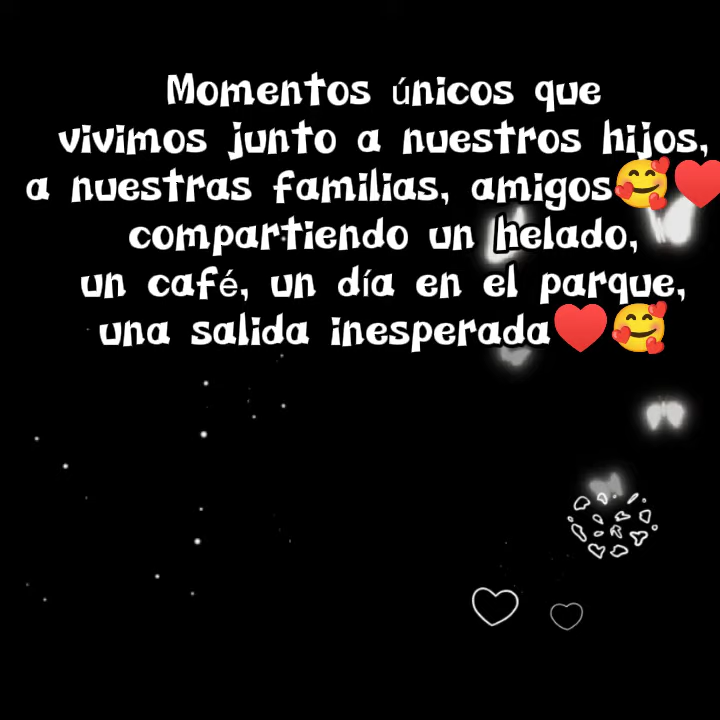 Momentos únicos que
vivimos junto a nuestros hijos,
a nuestras familias, amigos🥰♥️
compartiendo un helado,
un café, un día en el parque,
una salida inesperada♥️🥰